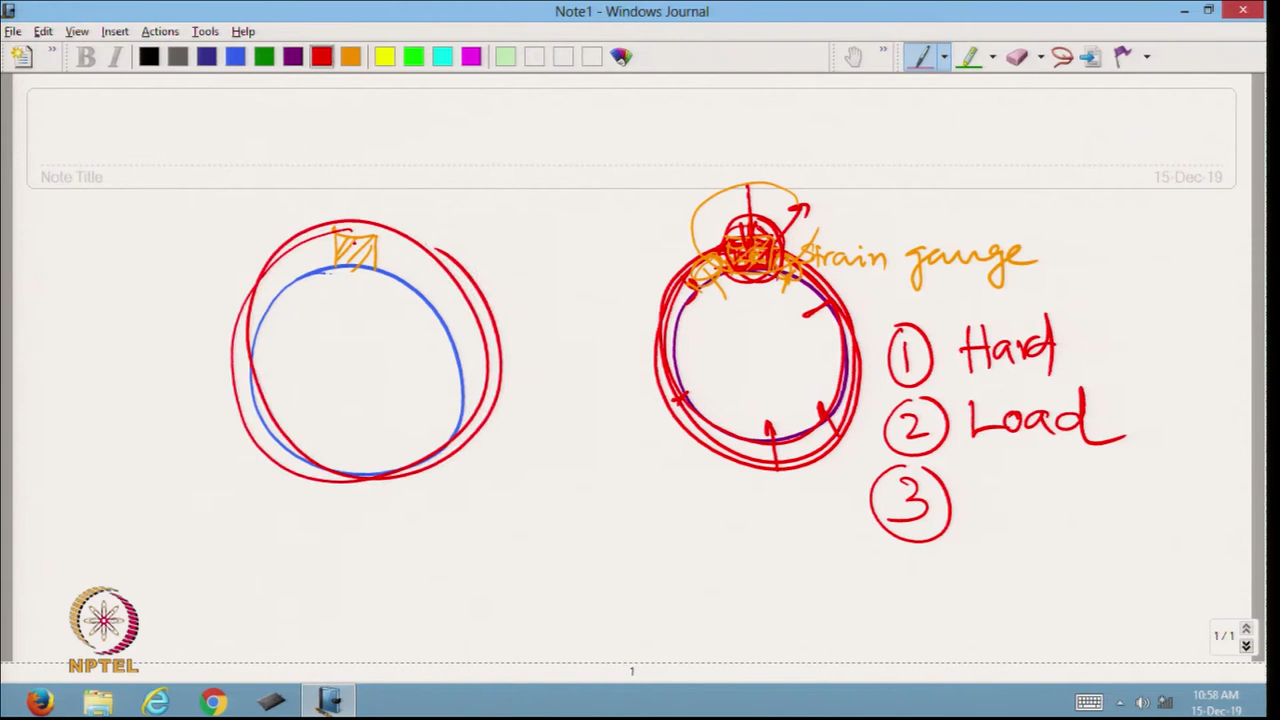 Note1 - Windows Journal
File Edit View Insert Actions Tools Help
B I
Note Title
15-Dec-19
strain gauge
1 Hard
2 Load
3
NPTEL
1/1
1
10:58 AM
15-Dec-19